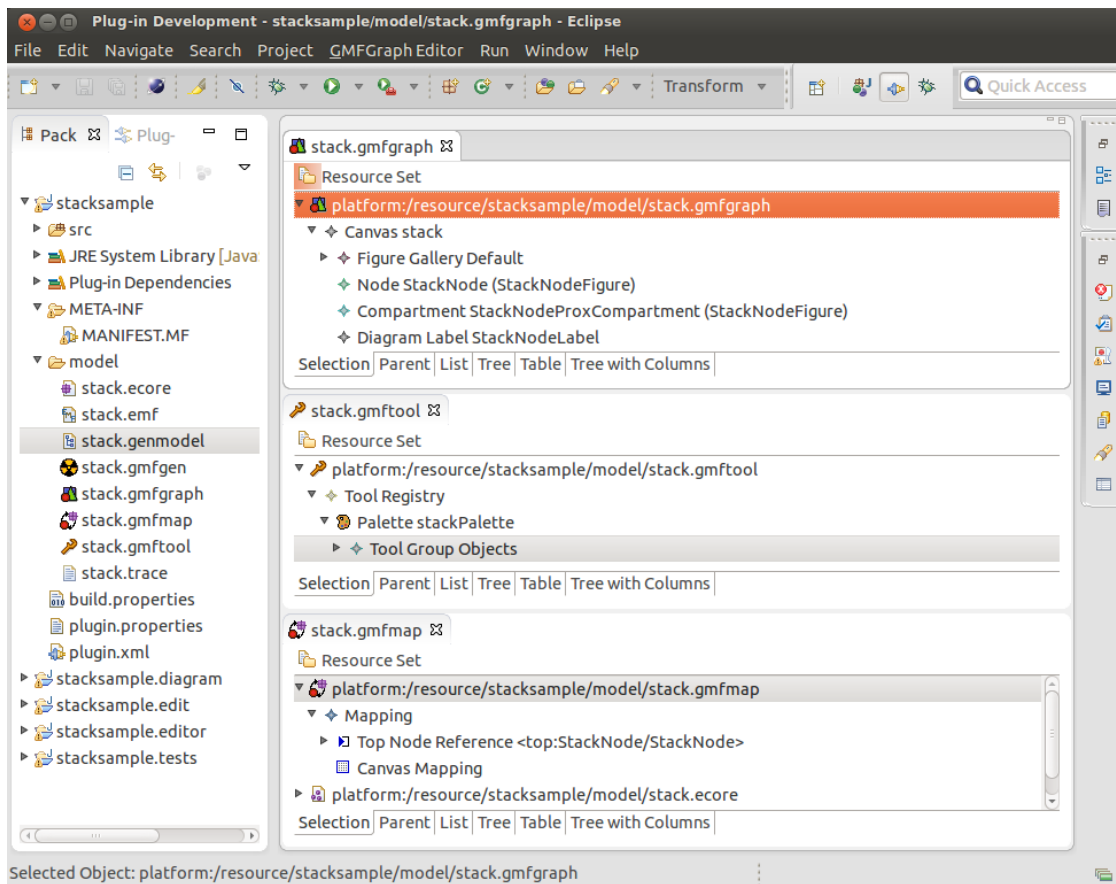 Plug-in Development - stacksample/model/stack.gmfgraph - Eclipse
File Edit Navigate Search Project GMFGraph Editor Run Window Help
Transform
Quick Access
Pack
Plug-
stacksample
src
JRE System Library [Java
Plug-in Dependencies
META-INF
MANIFEST.MF
model
stack.ecore
stack.emf
stack.genmodel
stack.gmfgen
stack.gmfgraph
stack.gmfmap
stack.gmftool
stack.trace
build.properties
plugin.properties
plugin.xml
stacksample.diagram
stacksample.edit
stacksample.editor
stacksample.tests
stack.gmfgraph
Resource Set
platform:/resource/stacksample/model/stack.gmfgraph
Canvas stack
Figure Gallery Default
Node StackNode (StackNodeFigure)
Compartment StackNodeProxCompartment (StackNodeFigure)
Diagram Label StackNodeLabel
Selection Parent List Tree Table Tree with Columns
stack.gmftool
Resource Set
platform:/resource/stacksample/model/stack.gmftool
Tool Registry
Palette stackPalette
Tool Group Objects
Selection Parent List Tree Table Tree with Columns
stack.gmfmap
Resource Set
platform:/resource/stacksample/model/stack.gmfmap
Mapping
Top Node Reference <top:StackNode/StackNode>
Canvas Mapping
platform:/resource/stacksample/model/stack.ecore
Selection Parent List Tree Table Tree with Columns
Selected Object: platform:/resource/stacksample/model/stack.gmfgraph